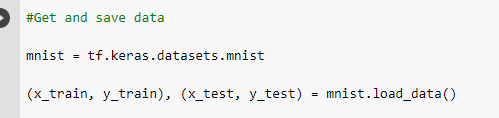 #Get and save data
mnist = tf.keras.datasets.mnist
(x_train, y_train), (x_test, y_test) = mnist.load_data()